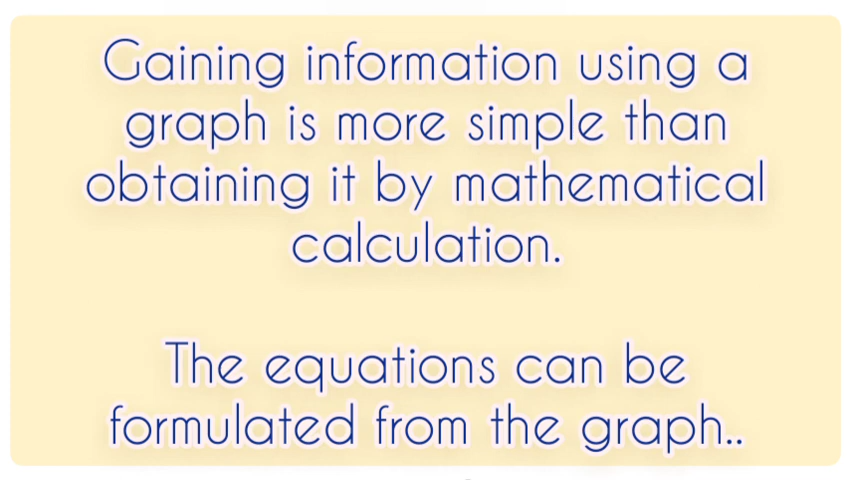 Gaining information using a
graph is more simple than
obtaining it by mathematical
calculation.
The equations can be
formulated from the graph..